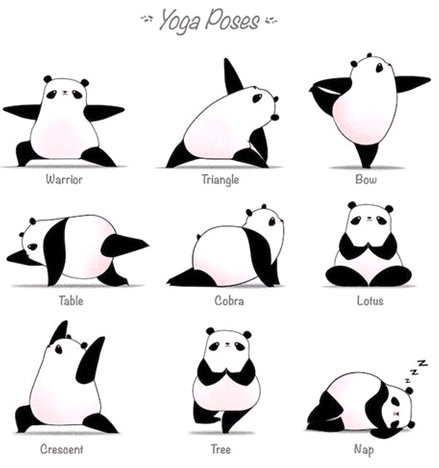 Yoga Poses
Warrior
Triangle
Bow
Table
Cobra
Lotus
Crescent
Tree
z z z
Nap